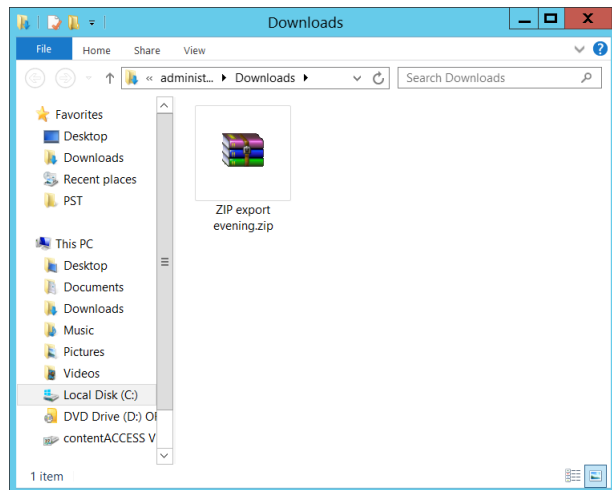 Downloads
File Home Share View
« administ... Downloads Search Downloads
Favorites
Desktop
Downloads
Recent places
PST
ZIP export
evening.zip
This PC
Desktop
Documents
Downloads
Music
Pictures
Videos
Local Disk (C:)
DVD Drive (D:) OF
contentACCESS V
1 item